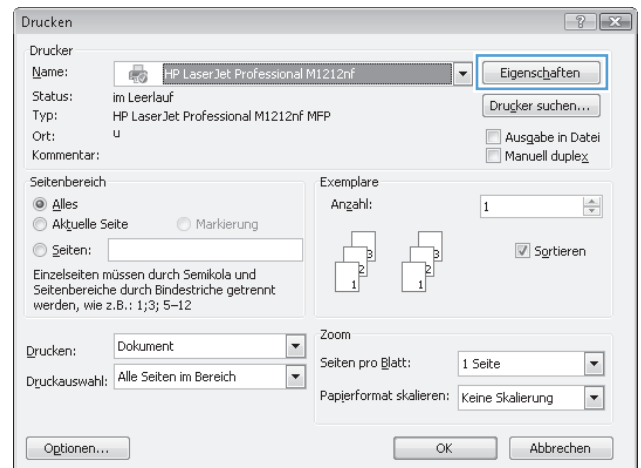 Drucken
Drucker
Name: HP LaserJet Professional M1212nf Eigenschaften
Status: im Leerlauf Drucker suchen...
Typ: HP LaserJet Professional M1212nf MFP
Ort: u Ausgabe in Datei
Kommentar: Manuell duplex
Seitenbereich
Alles
Aktuelle Seite Markierung
Seiten:
Einzelseiten müssen durch Semikola und
Seitenbereiche durch Bindestriche getrennt
werden, wie z.B.: 1;3; 5–12
Exemplare
Anzahl: 1
3 3
2 2
1 1
Sortieren
Drucken: Dokument
Druckauswahl: Alle Seiten im Bereich
Zoom
Seiten pro Blatt: 1 Seite
Papierformat skalieren: Keine Skalierung
Optionen... OK Abbrechen